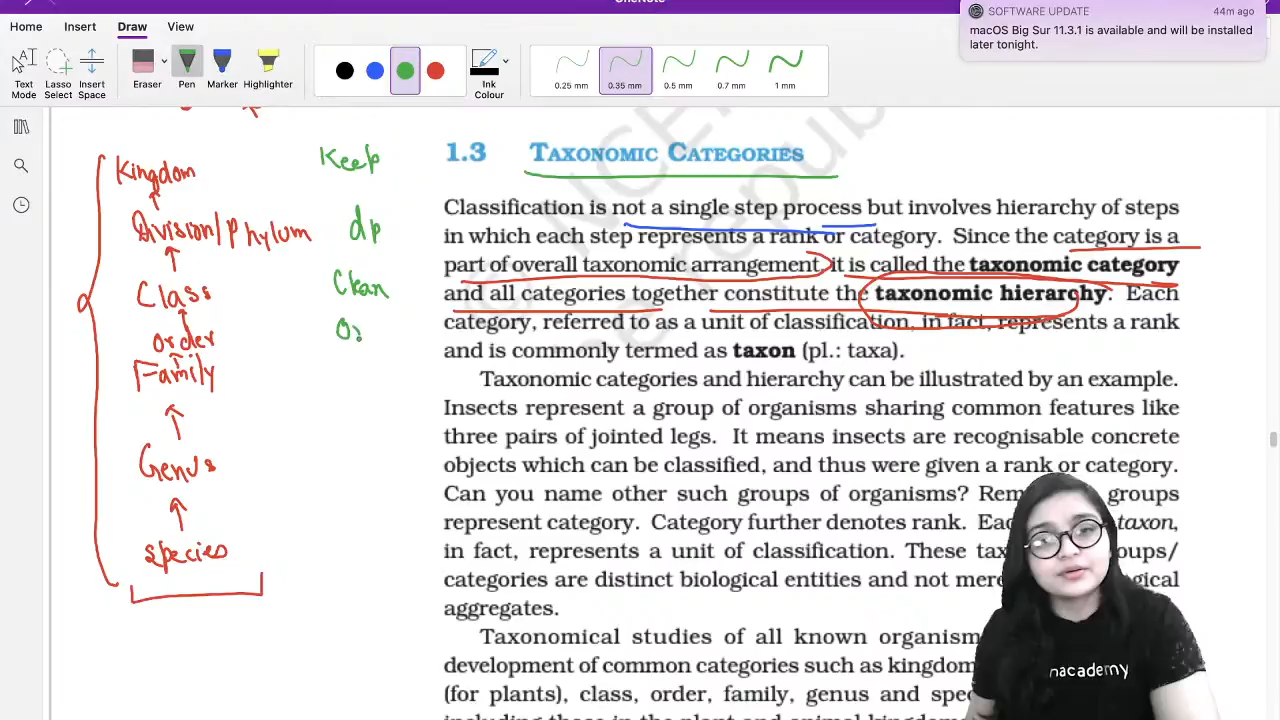 OneNote
Home Insert Draw View
SOFTWARE UPDATE 44m ago
macOS Big Sur 11.3.1 is available and will be installed
later tonight.
Text Mode
Lasso Select
Insert Space
Eraser
Pen
Marker
Highlighter
Ink Colour
0.25 mm
0.35 mm
0.5 mm
0.7 mm
1 mm
Kingdom
Division/Phylum
Class
order
Family
Genus
species
Keep
dp
Clean
1.3 TAXONOMIC CATEGORIES
Classification is not a single step process but involves hierarchy of steps
in which each step represents a rank or category. Since the category is a
part of overall taxonomic arrangement, it is called the taxonomic category
and all categories together constitute the taxonomic hierarchy. Each
category, referred to as a unit of classification, in fact, represents a rank
and is commonly termed as taxon (pl.: taxa).
Taxonomic categories and hierarchy can be illustrated by an example.
Insects represent a group of organisms sharing common features like
three pairs of jointed legs. It means insects are recognisable concrete
objects which can be classified, and thus were given a rank or category.
Can you name other such groups of organisms? groups
represent category. Category further denotes rank. taxon,
in fact, represents a unit of classification. These
categories are distinct biological entities and not
aggregates.
Taxonomical studies of all known
development of common categories such as
(for plants), class, order, family, genus and
nacademy